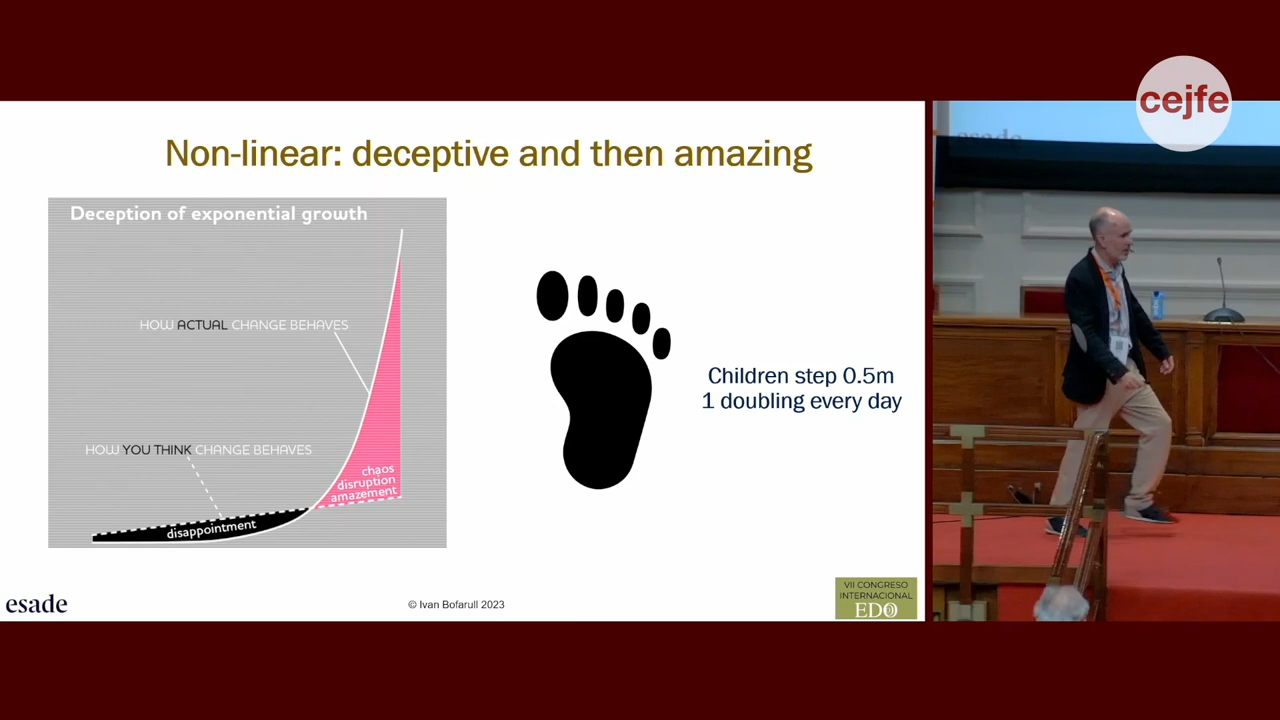 cejfe
Non-linear: deceptive and then amazing
Deception of exponential growth
HOW ACTUAL CHANGE BEHAVES
HOW YOU THINK CHANGE BEHAVES
chaos
disruption
amazement
disappointment
Children step 0.5m
1 doubling every day
esade
© Ivan Bofarull 2023
VII CONGRESO
INTERNACIONAL
EDO
esade